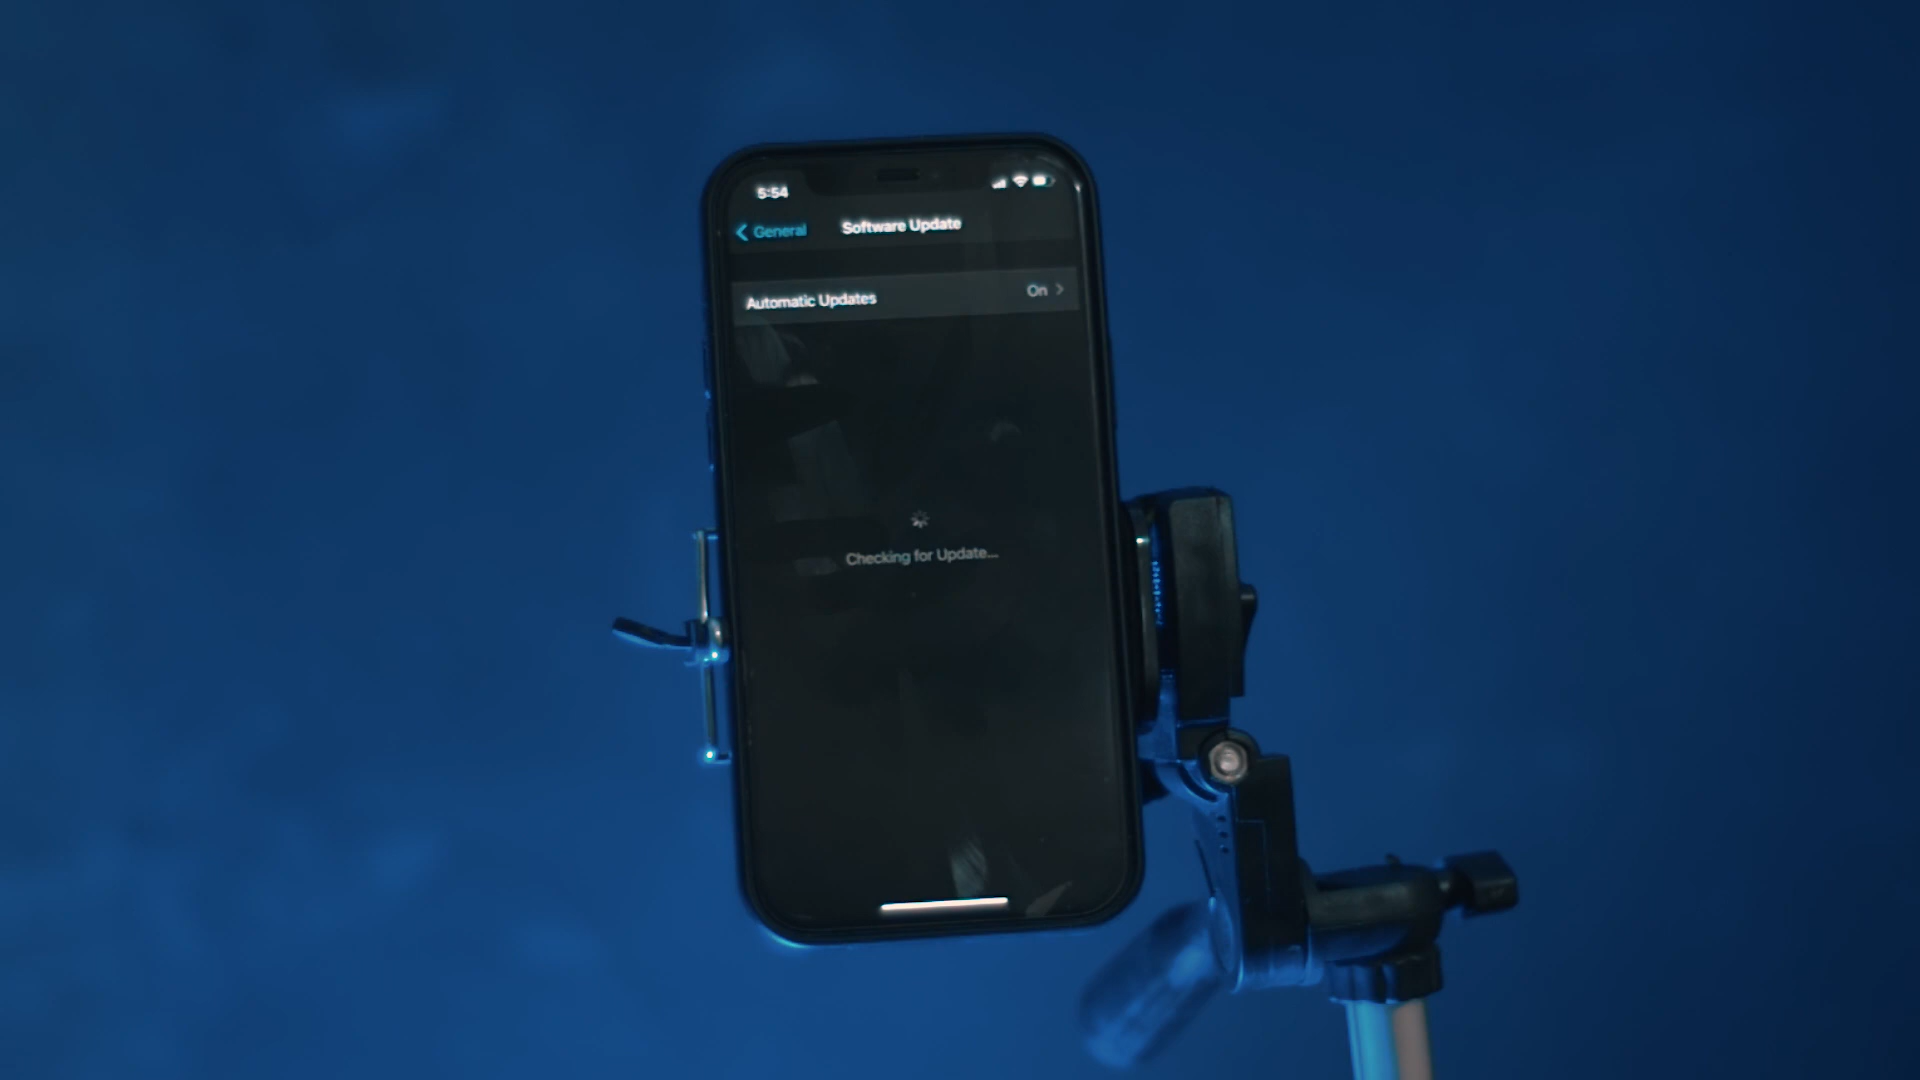 5:54
General
Software Update
Automatic Updates
On
Checking for Update...